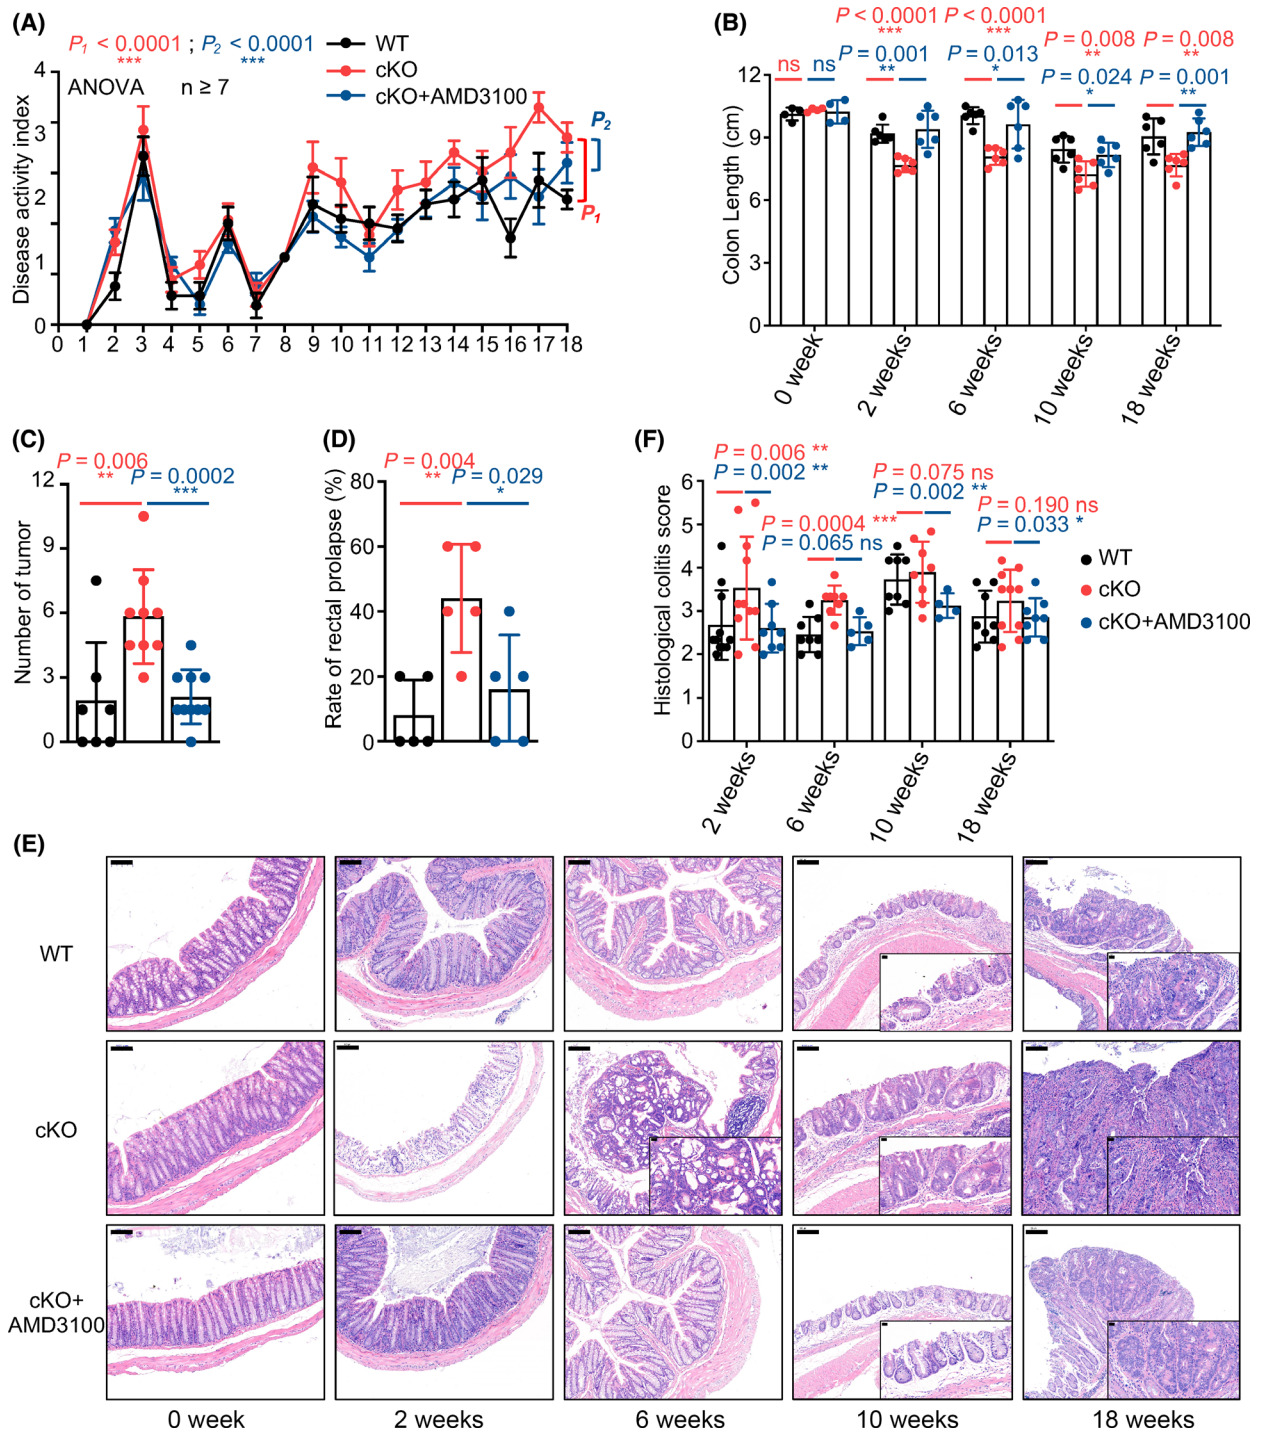 (A)
P1 < 0.0001 ; P2 < 0.0001
*** ***
ANOVA n ≥ 7
WT
cKO
cKO+AMD3100
Disease activity index
4
3
2
1
0
P2
P1
0 1 2 3 4 5 6 7 8 9 10 11 12 13 14 15 16 17 18
(B)
P < 0.0001 P < 0.0001
*** ***
P = 0.008 P = 0.008
** **
P = 0.001 P = 0.013
** *
P = 0.024 P = 0.001
* **
ns ns
Colon Length (cm)
12
9
6
3
0
0 week
2 weeks
6 weeks
10 weeks
18 weeks
(C)
P = 0.006
**
P = 0.0002
***
Number of tumor
12
9
6
3
0
(D)
P = 0.004
**
P = 0.029
*
Rate of rectal prolapse (%)
80
60
40
20
0
(F)
P = 0.006 **
P = 0.002 **
P = 0.0004 ***
P = 0.065 ns
P = 0.075 ns
P = 0.002 **
P = 0.190 ns
P = 0.033 *
Histological colitis score
6
5
4
3
2
1
0
2 weeks
6 weeks
10 weeks
18 weeks
WT
cKO
cKO+AMD3100
(E)
WT
cKO
cKO+
AMD3100
0 week
2 weeks
6 weeks
10 weeks
18 weeks